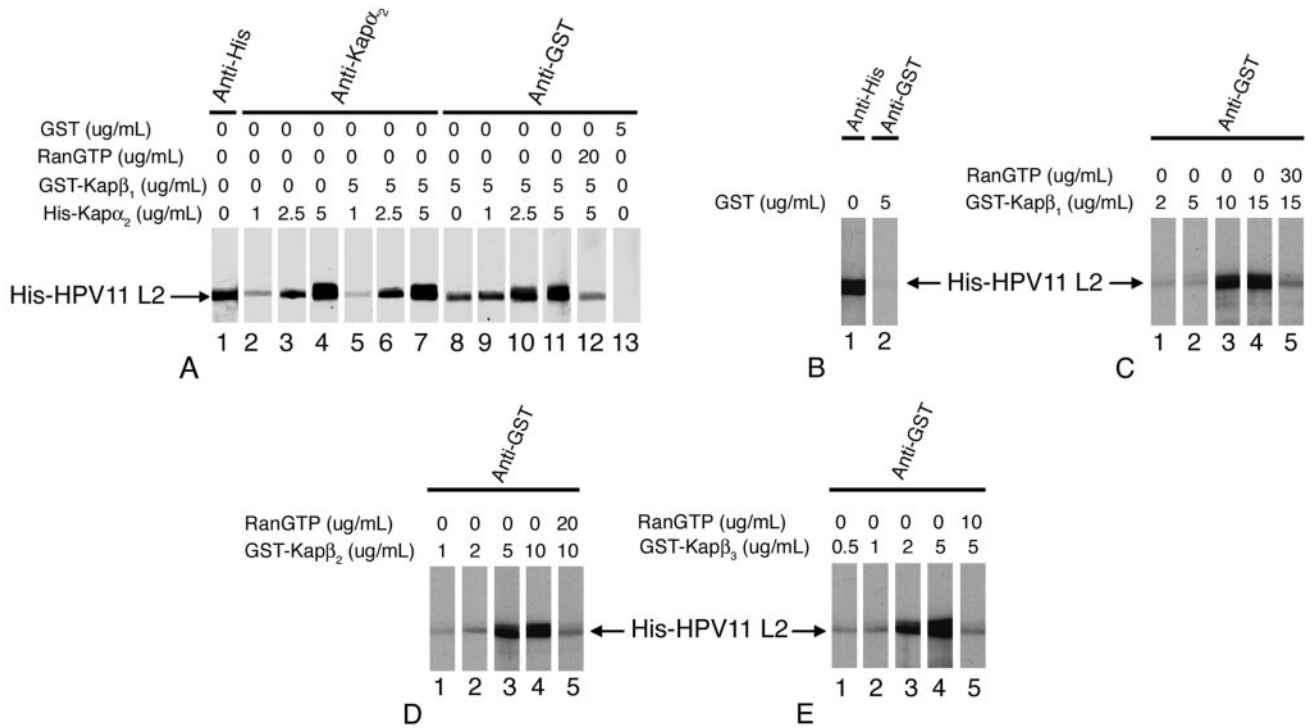 Anti-His Anti-Kapα2 Anti-GST
GST (ug/mL) 0 0 0 0 0 0 0 0 0 0 0 0 5
RanGTP (ug/mL) 0 0 0 0 0 0 0 0 0 0 0 20 0
GST-Kapβ1 (ug/mL) 0 0 0 0 5 5 5 5 5 5 5 5 0
His-Kapα2 (ug/mL) 0 1 2.5 5 1 2.5 5 0 1 2.5 5 5 0
His-HPV11 L2
1 2 3 4 5 6 7 8 9 10 11 12 13
A
Anti-His Anti-GST
GST (ug/mL) 0 5
1 2
B
Anti-GST
RanGTP (ug/mL) 0 0 0 0 30
GST-Kapβ1 (ug/mL) 2 5 10 15 15
His-HPV11 L2
1 2 3 4 5
C
Anti-GST
RanGTP (ug/mL) 0 0 0 0 20
GST-Kapβ2 (ug/mL) 1 2 5 10 10
1 2 3 4 5
D
His-HPV11 L2
Anti-GST
RanGTP (ug/mL) 0 0 0 0 10
GST-Kapβ3 (ug/mL) 0.5 1 2 5 5
1 2 3 4 5
E